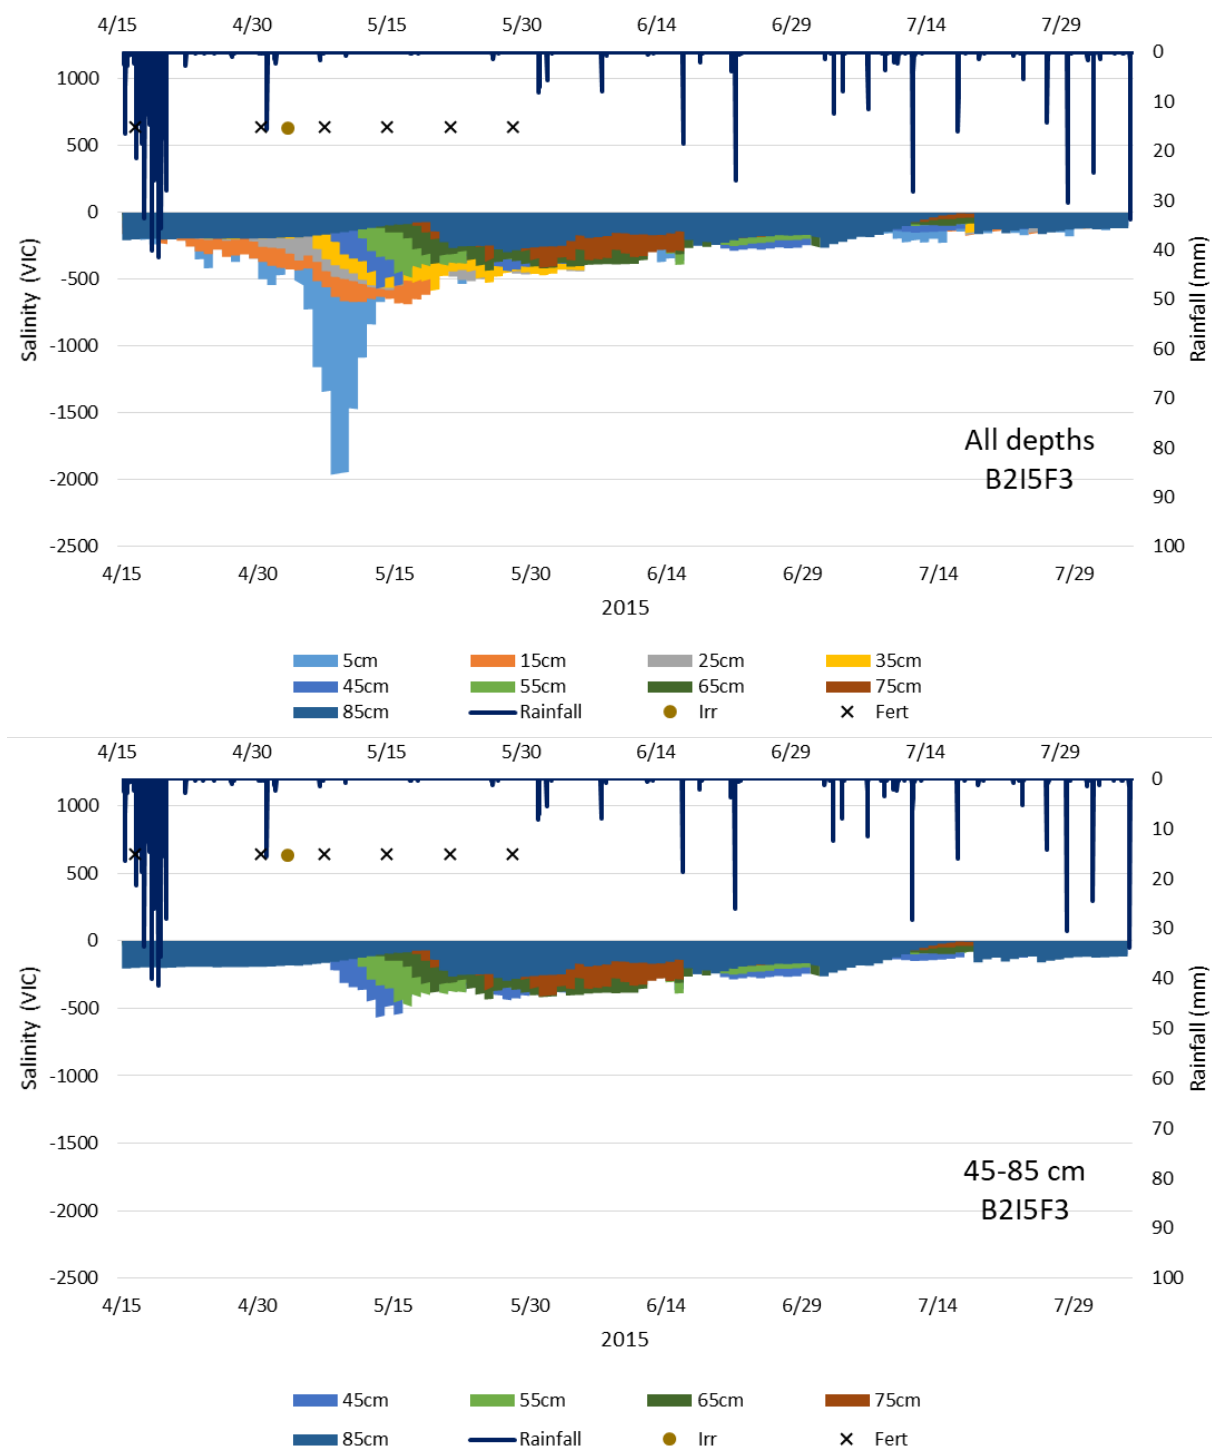 4/15 4/30 5/15 5/30 6/14 6/29 7/14 7/29
1000
500
0
-500
-1000
-1500
-2000
-2500
Salinity (VIC)
0
10
20
30
40
50
60
70
80
90
100
Rainfall (mm)
All depths
B2I5F3
4/15 4/30 5/15 5/30 6/14 6/29 7/14 7/29
2015
5cm 15cm 25cm 35cm
45cm 55cm 65cm 75cm
85cm Rainfall Irr Fert
4/15 4/30 5/15 5/30 6/14 6/29 7/14 7/29
1000
500
0
-500
-1000
-1500
-2000
-2500
Salinity (VIC)
0
10
20
30
40
50
60
70
80
90
100
Rainfall (mm)
45-85 cm
B2I5F3
4/15 4/30 5/15 5/30 6/14 6/29 7/14 7/29
2015
45cm 55cm 65cm 75cm
85cm Rainfall Irr Fert